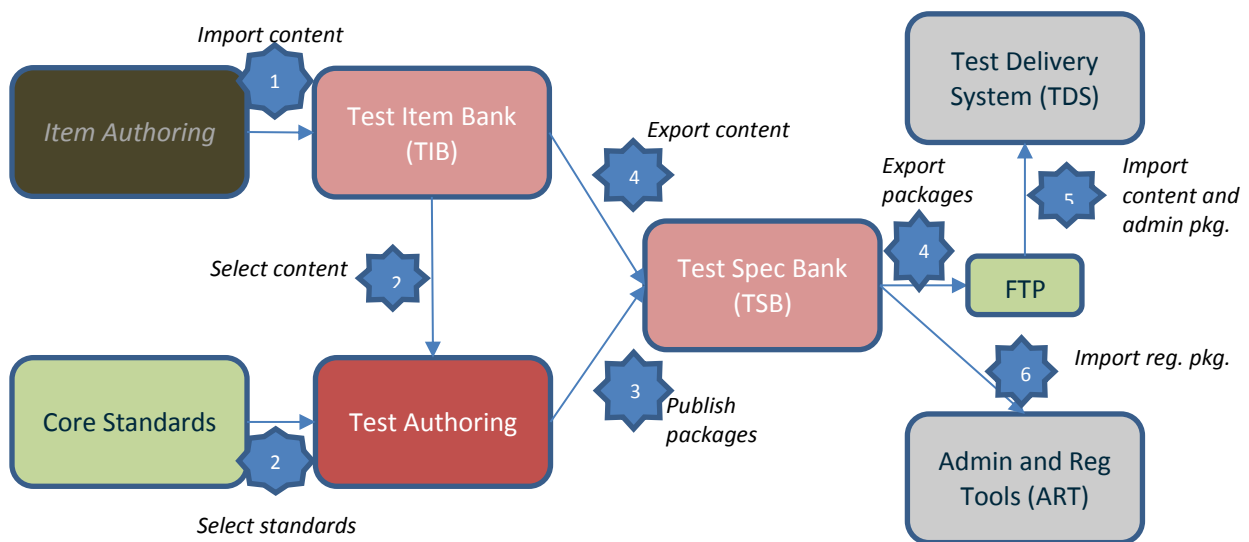 Import content
1
Item Authoring
Test Item Bank
(TIB)
Export content
4
Test Delivery
System (TDS)
Export
packages
4
5
Import
content and
admin pkg.
Select content
2
Test Spec Bank
(TSB)
FTP
Core Standards
2
Select standards
Test Authoring
3
Publish
packages
6
Import reg. pkg.
Admin and Reg
Tools (ART)